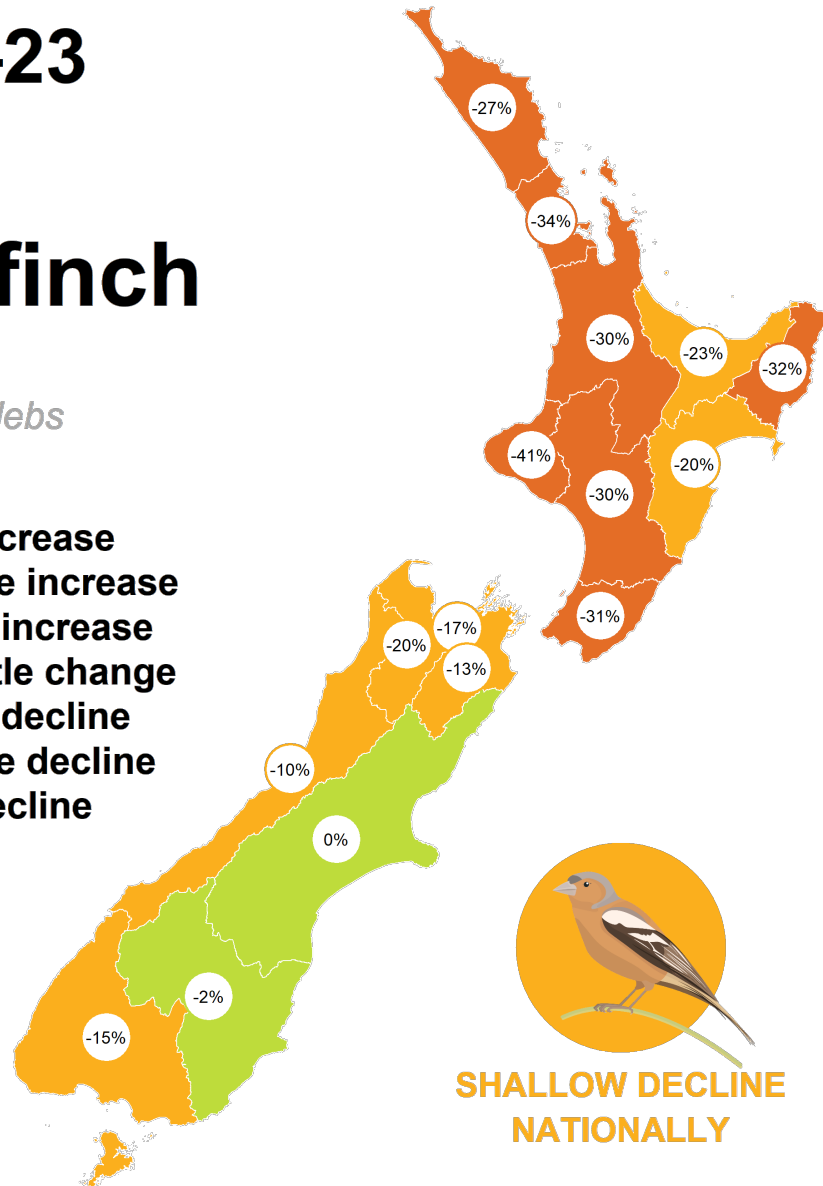 -23
finch
lebs
crease
e increase
increase
tle change
decline
e decline
ecline
-27%
-34%
-30%
-23%
-32%
-41%
-30%
-20%
-31%
-17%
-20%
-13%
-10%
0%
-2%
-15%
SHALLOW DECLINE
NATIONALLY